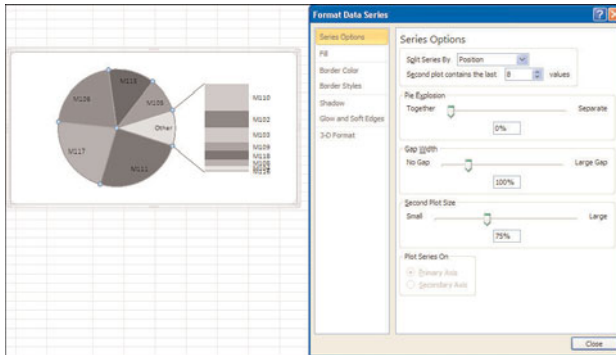 Format Data Series
Series Options
Fill
Border Color
Border Styles
Shadow
Glow and Soft Edges
3-D Format
Series Options
Split Series By Position
Second plot contains the last 8 values
Pie Explosion
Together Separate
0%
Gap Width
No Gap Large Gap
100%
Second Plot Size
Small Large
75%
Plot Series On
Primary Axis
Secondary Axis
Close
M106
M117
M111
Other
M110
M102
M103
M109
M118